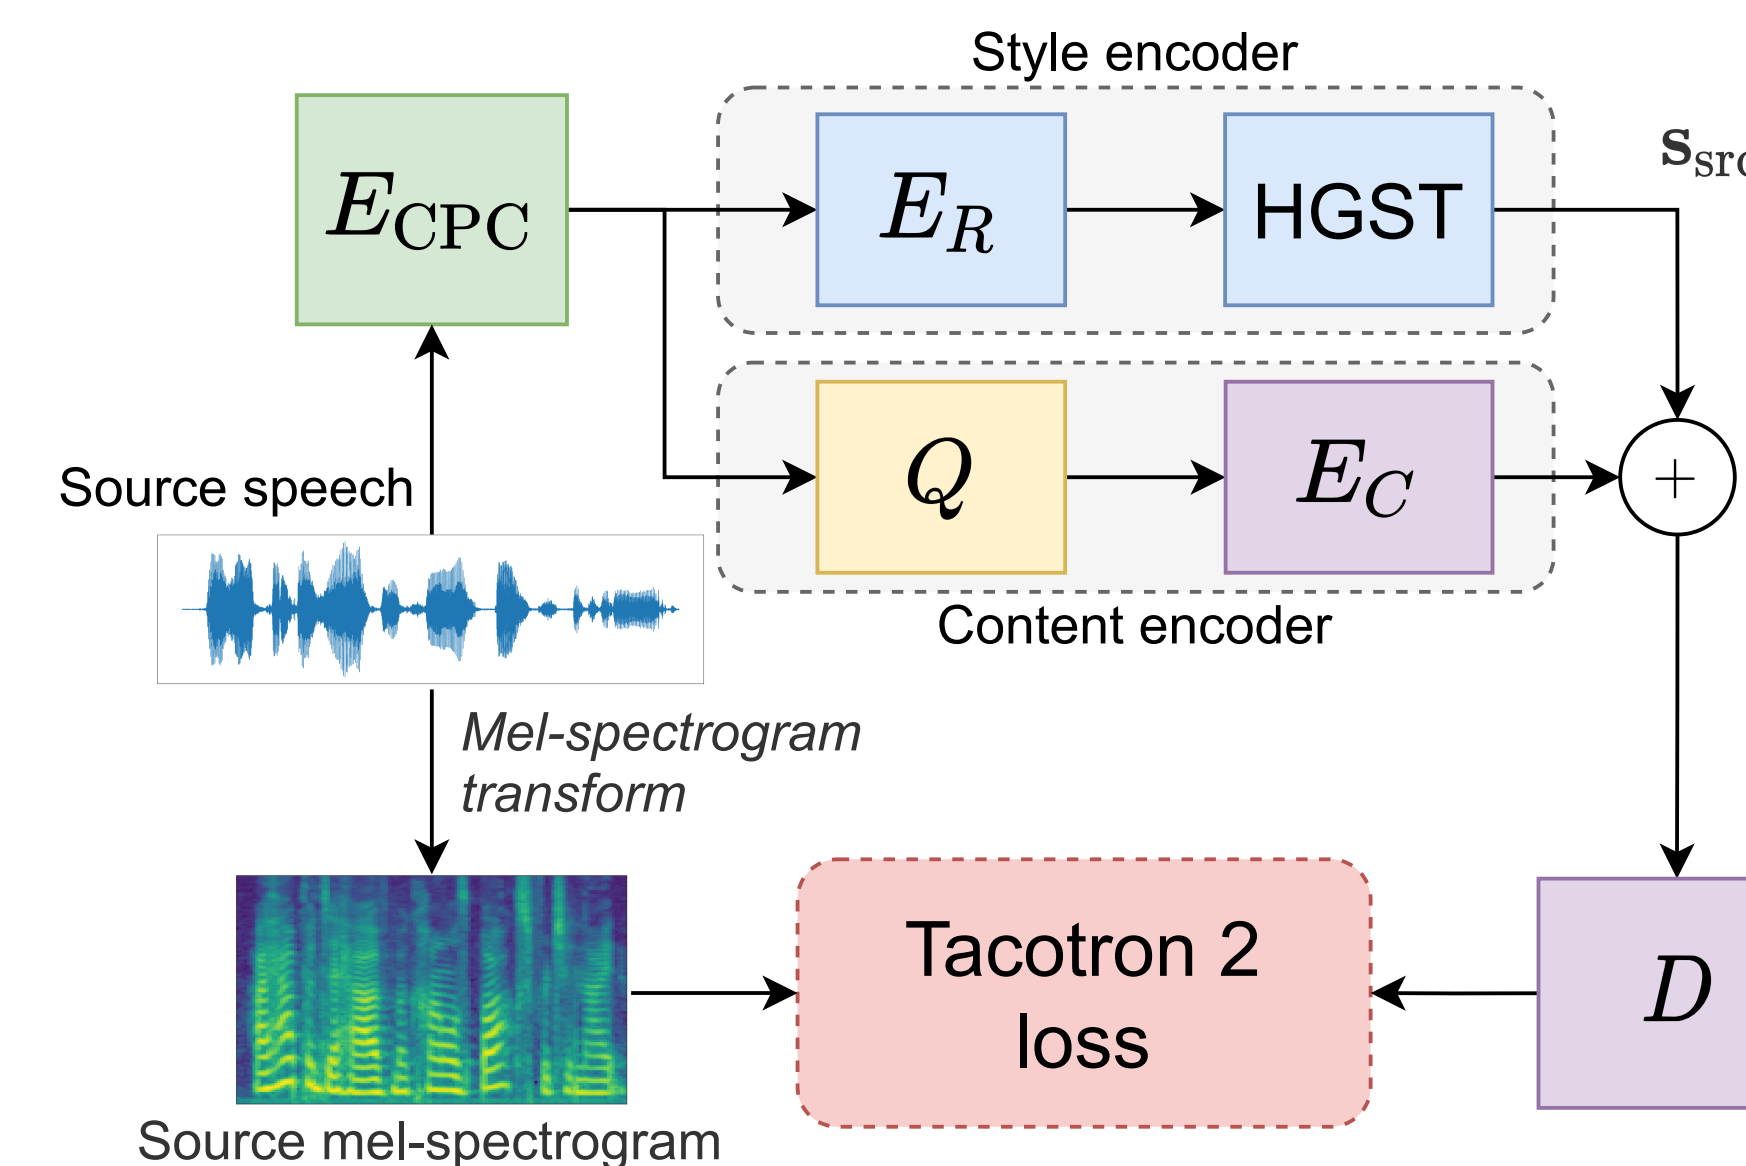 Style encoder
E_CPC
E_R
HGST
s_src
Q
E_C
+
Source speech
Content encoder
Mel-spectrogram
transform
Tacotron 2
loss
D
Source mel-spectrogram